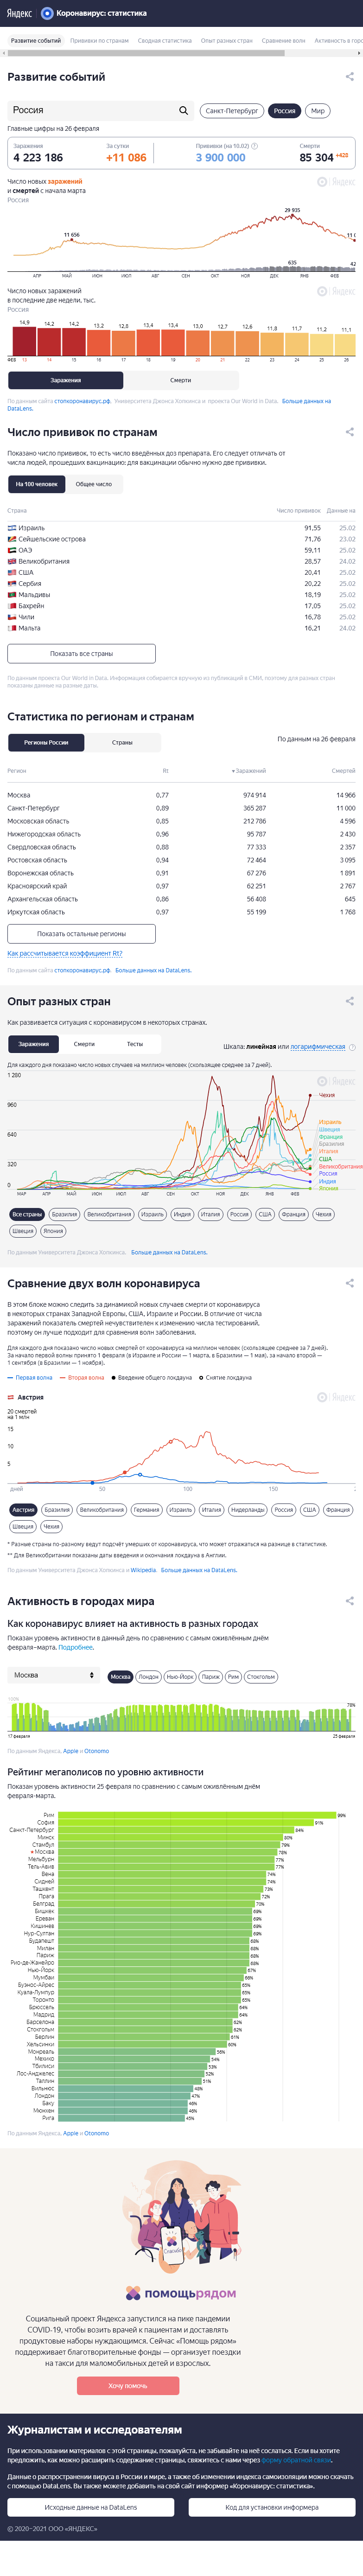 Яндекс
Коронавирус: статистика
Развитие событий
Прививки по странам
Сводная статистика
Опыт разных стран
Сравнение волн
Активность в горо
Развитие событий
Россия
Санкт-Петербург
Россия
Мир
Главные цифры на 26 февраля
Заражения
За сутки
Прививки (на 10.02)
Смерти
4 223 186
+11 086
3 900 000
85 304 +428
Число новых заражений
и смертей с начала марта
Россия
Яндекс
29 935
11 656
11 0
635
42
АПР МАЙ ИЮН ИЮЛ АВГ СЕН ОКТ НОЯ ДЕК ЯНВ ФЕВ
Число новых заражений
в последние две недели, тыс.
Россия
Яндекс
14,9 14,2 14,2 13,2 12,8 13,4 13,4 13,0 12,7 12,6 11,8 11,7 11,2 11,1
ФЕВ 13 14 15 16 17 18 19 20 21 22 23 24 25 26
Заражения
Смерти
По данным сайта стопкоронавирус.рф, Университета Джонса Хопкинса и проекта Our World in Data. Больше данных на
DataLens.
Число прививок по странам
Показано число прививок, то есть число введённых доз препарата. Его следует отличать от
числа людей, прошедших вакцинацию: для вакцинации обычно нужно две прививки.
На 100 человек
Общее число
Страна
Число прививок
Данные на
Израиль 91,55 25.02
Сейшельские острова 71,76 23.02
ОАЭ 59,11 25.02
Великобритания 28,57 24.02
США 20,41 25.02
Сербия 20,22 25.02
Мальдивы 18,19 25.02
Бахрейн 17,05 25.02
Чили 16,78 25.02
Мальта 16,21 24.02
Показать все страны
По данным проекта Our World in Data. Информация собирается вручную из публикаций в СМИ, поэтому для разных стран
показаны данные на разные даты.
Статистика по регионам и странам
Регионы России
Страны
По данным на 26 февраля
Регион Rt ▾ Заражений Смертей
Москва 0,77 974 914 14 966
Санкт-Петербург 0,89 365 287 11 000
Московская область 0,85 212 786 4 596
Нижегородская область 0,96 95 787 2 430
Свердловская область 0,88 77 333 2 357
Ростовская область 0,94 72 464 3 095
Воронежская область 0,91 67 276 1 891
Красноярский край 0,97 62 251 2 767
Архангельская область 0,86 56 408 645
Иркутская область 0,97 55 199 1 768
Показать остальные регионы
Как рассчитывается коэффициент Rt?
По данным сайта стопкоронавирус.рф. Больше данных на DataLens.
Опыт разных стран
Как развивается ситуация с коронавирусом в некоторых странах.
Заражения
Смерти
Тесты
Шкала: линейная или логарифмическая
Для каждого дня показано число новых случаев на миллион человек (скользящее среднее за 7 дней).
Яндекс
1 280
960
640
320
0
Чехия
Израиль
Швеция
Франция
Бразилия
Италия
США
Великобритания
Россия
Индия
Япония
МАР АПР МАЙ ИЮН ИЮЛ АВГ СЕН ОКТ НОЯ ДЕК ЯНВ ФЕВ
Все страны Бразилия Великобритания Израиль Индия Италия Россия США Франция Чехия
Швеция Япония
По данным Университета Джонса Хопкинса. Больше данных на DataLens.
Сравнение двух волн коронавируса
В этом блоке можно следить за динамикой новых случаев смерти от коронавируса
в некоторых странах Западной Европы, США, Израиле и России. В отличие от числа
заражений показатель смертей менее чувствителен к изменениям числа тестирований,
поэтому он лучше подходит для сравнения волн заболевания.
Для каждого дня показано число новых смертей от коронавируса на миллион человек (скользящее среднее за 7 дней).
За начало первой волны принято 1 февраля (в Израиле и России — 1 марта, в Бразилии — 1 мая), за начало второй —
1 сентября (в Бразилии — 1 ноября).
Первая волна Вторая волна Введение общего локдауна Снятие локдауна
Австрия
Яндекс
20 смертей
на 1 млн
15
10
5
дней 50 100 150
Австрия Бразилия Великобритания Германия Израиль Италия Нидерланды Россия США Франция
Швеция Чехия
* Разные страны по-разному ведут подсчёт умерших от коронавируса, что может отражаться на разнице в статистике.
** Для Великобритании показаны даты введения и окончания локдауна в Англии.
По данным Университета Джонса Хопкинса и Wikipedia. Больше данных на DataLens.
Активность в городах мира
Как коронавирус влияет на активность в разных городах
Показан уровень активности в данный день по сравнению с самым оживлённым днём
февраля–марта. Подробнее.
Москва
Москва Лондон Нью-Йорк Париж Рим Стокгольм
100%
78%
17 февраля
25 февраля
По данным Яндекса, Apple и Otonomo
Рейтинг мегаполисов по уровню активности
Показан уровень активности 25 февраля по сравнению с самым оживлённым днём
февраля-марта.
Рим 99%
София 91%
Санкт-Петербург 84%
Минск 80%
Стамбул 79%
Москва 78%
Мельбурн 77%
Тель-Авив 77%
Вена 74%
Сидней 74%
Ташкент 73%
Прага 72%
Белград 70%
Бишкек 69%
Ереван 69%
Кишинев 69%
Нур-Султан 69%
Будапешт 68%
Милан 68%
Париж 68%
Рио-де-Жанейро 68%
Нью-Йорк 67%
Мумбаи 66%
Буэнос-Айрес 65%
Куала-Лумпур 65%
Торонто 65%
Брюссель 64%
Мадрид 64%
Барселона 62%
Стокгольм 62%
Берлин 61%
Хельсинки 60%
Монреаль 56%
Мехико 54%
Тбилиси 53%
Лос-Анджелес 52%
Таллин 51%
Вильнюс 48%
Лондон 47%
Баку 46%
Мюнхен 46%
Рига 45%
По данным Яндекса, Apple и Otonomo
Спасибо
помощьрядом
Социальный проект Яндекса запустился на пике пандемии
COVID-19, чтобы возить врачей к пациентам и доставлять
продуктовые наборы нуждающимся. Сейчас «Помощь рядом»
поддерживает благотворительные фонды — организует поездки
на такси для маломобильных детей и взрослых.
Хочу помочь
Журналистам и исследователям
При использовании материалов с этой страницы, пожалуйста, не забывайте на неё сослаться. Если вы хотите
предложить, как можно расширить содержание страницы, свяжитесь с нами через форму обратной связи.
Данные о распространении вируса в России и мире, а также об изменении индекса самоизоляции можно скачать
с помощью DataLens. Вы также можете добавить на свой сайт информер «Коронавирус: статистика».
Исходные данные на DataLens
Код для установки информера
© 2020–2021 ООО «ЯНДЕКС»